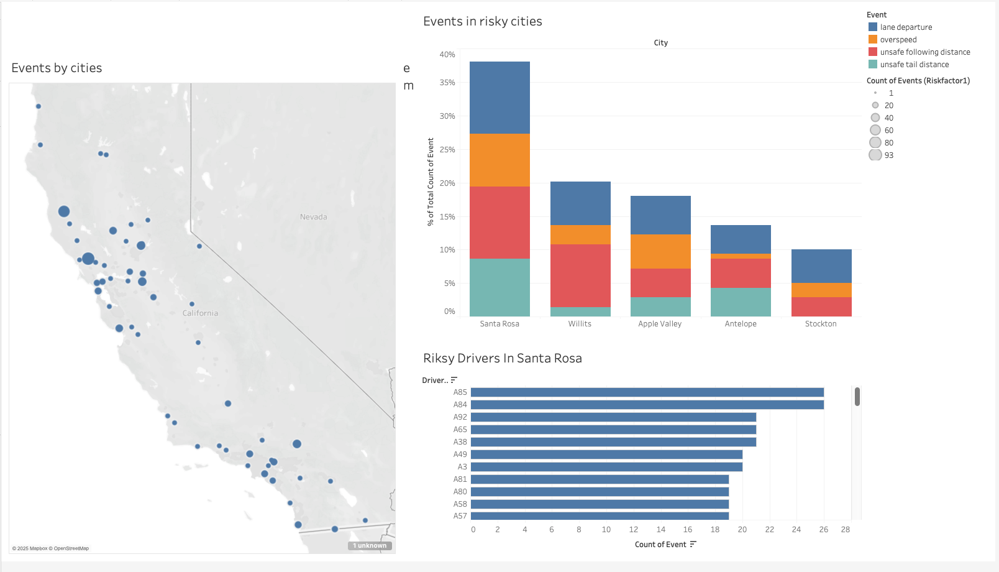 Events by cities
e
m
Nevada
California
© 2025 Mapbox © OpenStreetMap
1 unknown
Events in risky cities
City
% of Total Count of Event
40%
35%
30%
25%
20%
15%
10%
5%
0%
Santa Rosa Willits Apple Valley Antelope Stockton
Event
lane departure
overspeed
unsafe following distance
unsafe tail distance
Count of Events (Riskfactor1)
1
20
40
60
80
93
Riksy Drivers In Santa Rosa
Driver..
A85
A84
A92
A65
A38
A49
A3
A81
A80
A58
A57
0 2 4 6 8 10 12 14 16 18 20 22 24 26 28
Count of Event